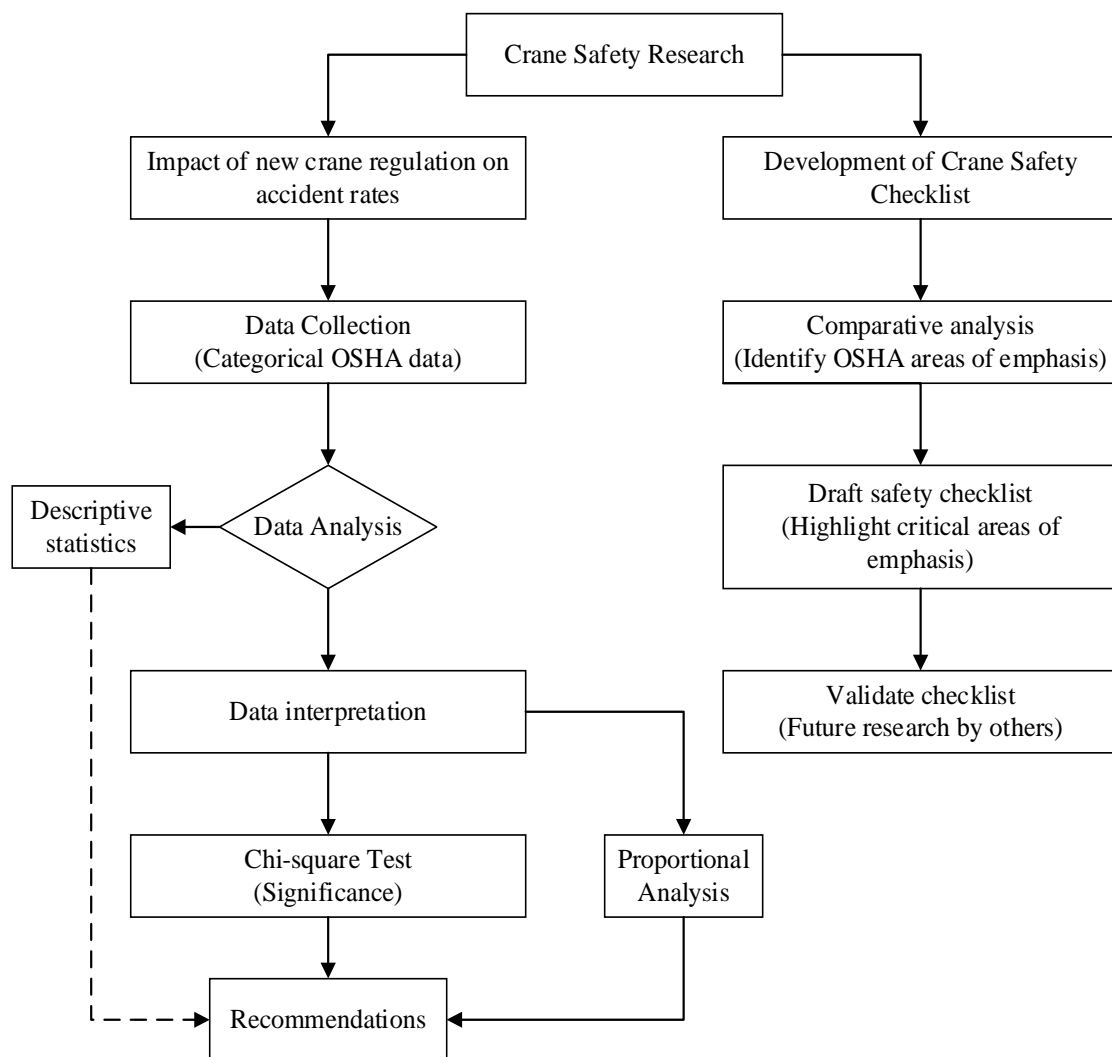 Crane Safety Research
Impact of new crane regulation on
accident rates
Development of Crane Safety
Checklist
Data Collection
(Categorical OSHA data)
Comparative analysis
(Identify OSHA areas of emphasis)
Descriptive
statistics
Data Analysis
Draft safety checklist
(Highlight critical areas of
emphasis)
Data interpretation
Validate checklist
(Future research by others)
Chi-square Test
(Significance)
Proportional
Analysis
Recommendations